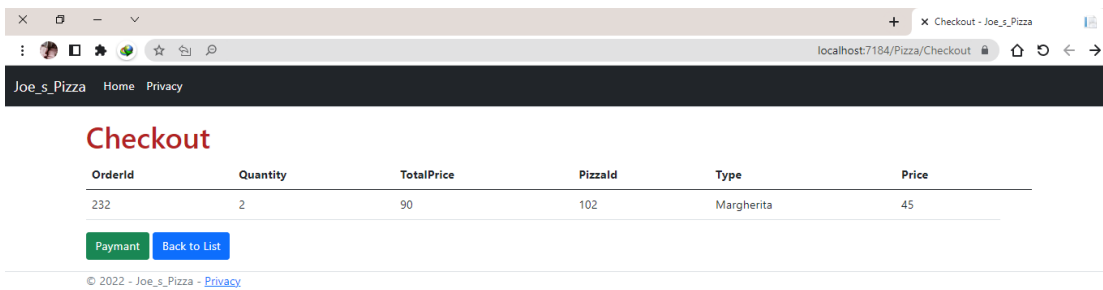 Checkout - Joe_s_Pizza
localhost:7184/Pizza/Checkout
Joe_s_Pizza Home Privacy
Checkout
OrderId Quantity TotalPrice PizzaId Type Price
232 2 90 102 Margherita 45
Paymant Back to List
© 2022 - Joe_s_Pizza - Privacy